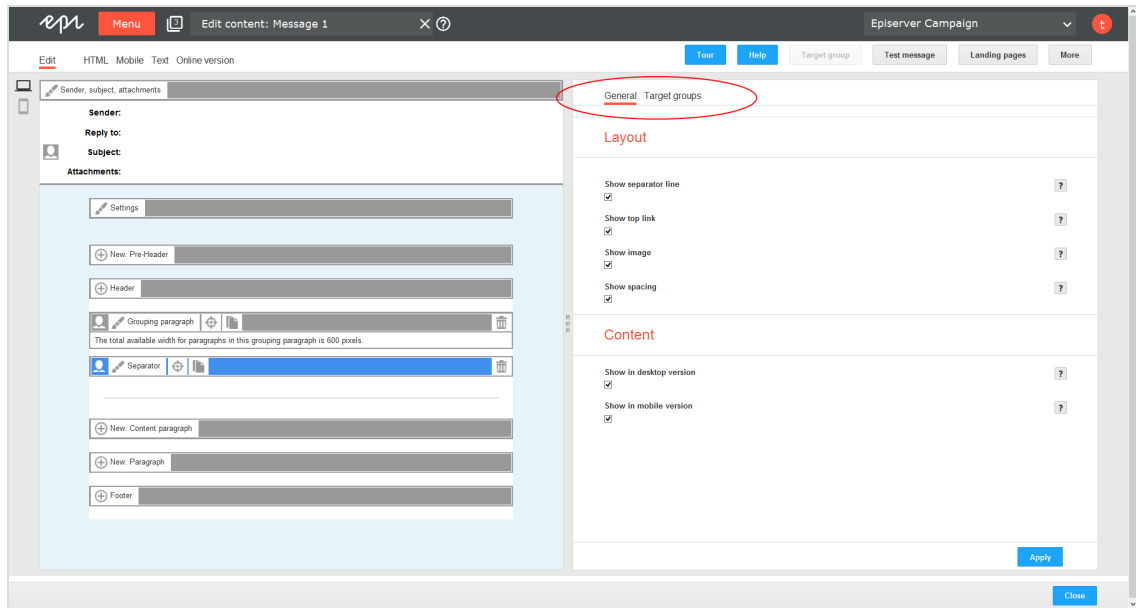 epi Menu 3 Edit content: Message 1 Episerver Campaign t
Edit HTML Mobile Text Online version Tour Help Target group Test message Landing pages More
Sender, subject, attachments
Sender:
Reply to:
Subject:
Attachments:
Settings
New: Pre-Header
Header
Grouping paragraph
The total available width for paragraphs in this grouping paragraph is 600 pixels.
Separator
New: Content paragraph
New: Paragraph
Footer
General Target groups
Layout
Show separator line ?
Show top link ?
Show image ?
Show spacing ?
Content
Show in desktop version ?
Show in mobile version ?
Apply
Close